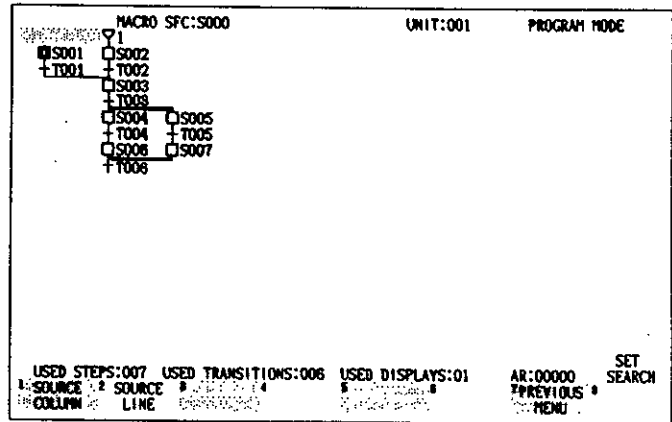 MACRO SFC:S000 UNIT:001 PROGRAM MODE
1
S001 S002
T001 T002
S003
T003
S004 S005
T004 T005
S006 S007
T006
SET
USED STEPS:007 USED TRANSITIONS:006 USED DISPLAYS:01 AR:00000 SEARCH
1 SOURCE 2 SOURCE 3 4 5 6 7 PREVIOUS 8
COLUMN LINE MENU